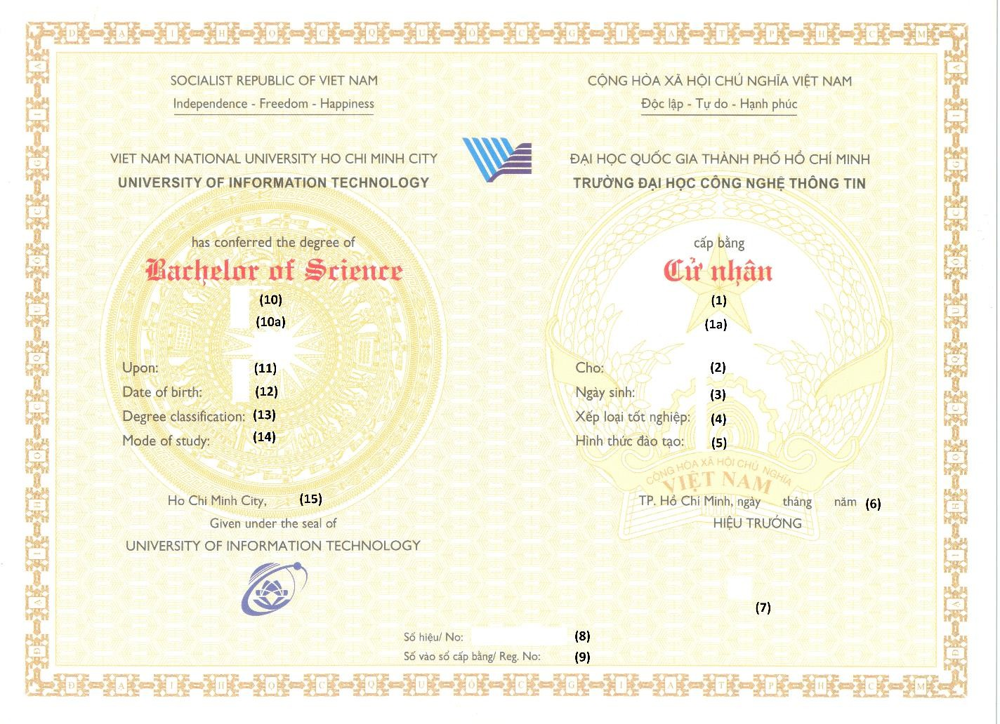 SOCIALIST REPUBLIC OF VIET NAM
Independence - Freedom - Happiness
VIET NAM NATIONAL UNIVERSITY HO CHI MINH CITY
UNIVERSITY OF INFORMATION TECHNOLOGY
has conferred the degree of
Bachelor of Science
(10)
(10a)
Upon: (11)
Date of birth: (12)
Degree classification: (13)
Mode of study: (14)
Ho Chi Minh City, (15)
Given under the seal of
UNIVERSITY OF INFORMATION TECHNOLOGY
CỘNG HÒA XÃ HỘI CHỦ NGHĨA VIỆT NAM
Độc lập - Tự do - Hạnh phúc
ĐẠI HỌC QUỐC GIA THÀNH PHỐ HỒ CHÍ MINH
TRƯỜNG ĐẠI HỌC CÔNG NGHỆ THÔNG TIN
cấp bằng
Cử nhân
(1)
(1a)
Cho: (2)
Ngày sinh: (3)
Xếp loại tốt nghiệp: (4)
Hình thức đào tạo: (5)
CỘNG HÒA XÃ HỘI CHỦ NGHĨA
VIỆT NAM
TP. Hồ Chí Minh, ngày tháng năm (6)
HIỆU TRƯỞNG
(7)
Số hiệu/ No: (8)
Số vào sổ cấp bằng/ Reg. No: (9)